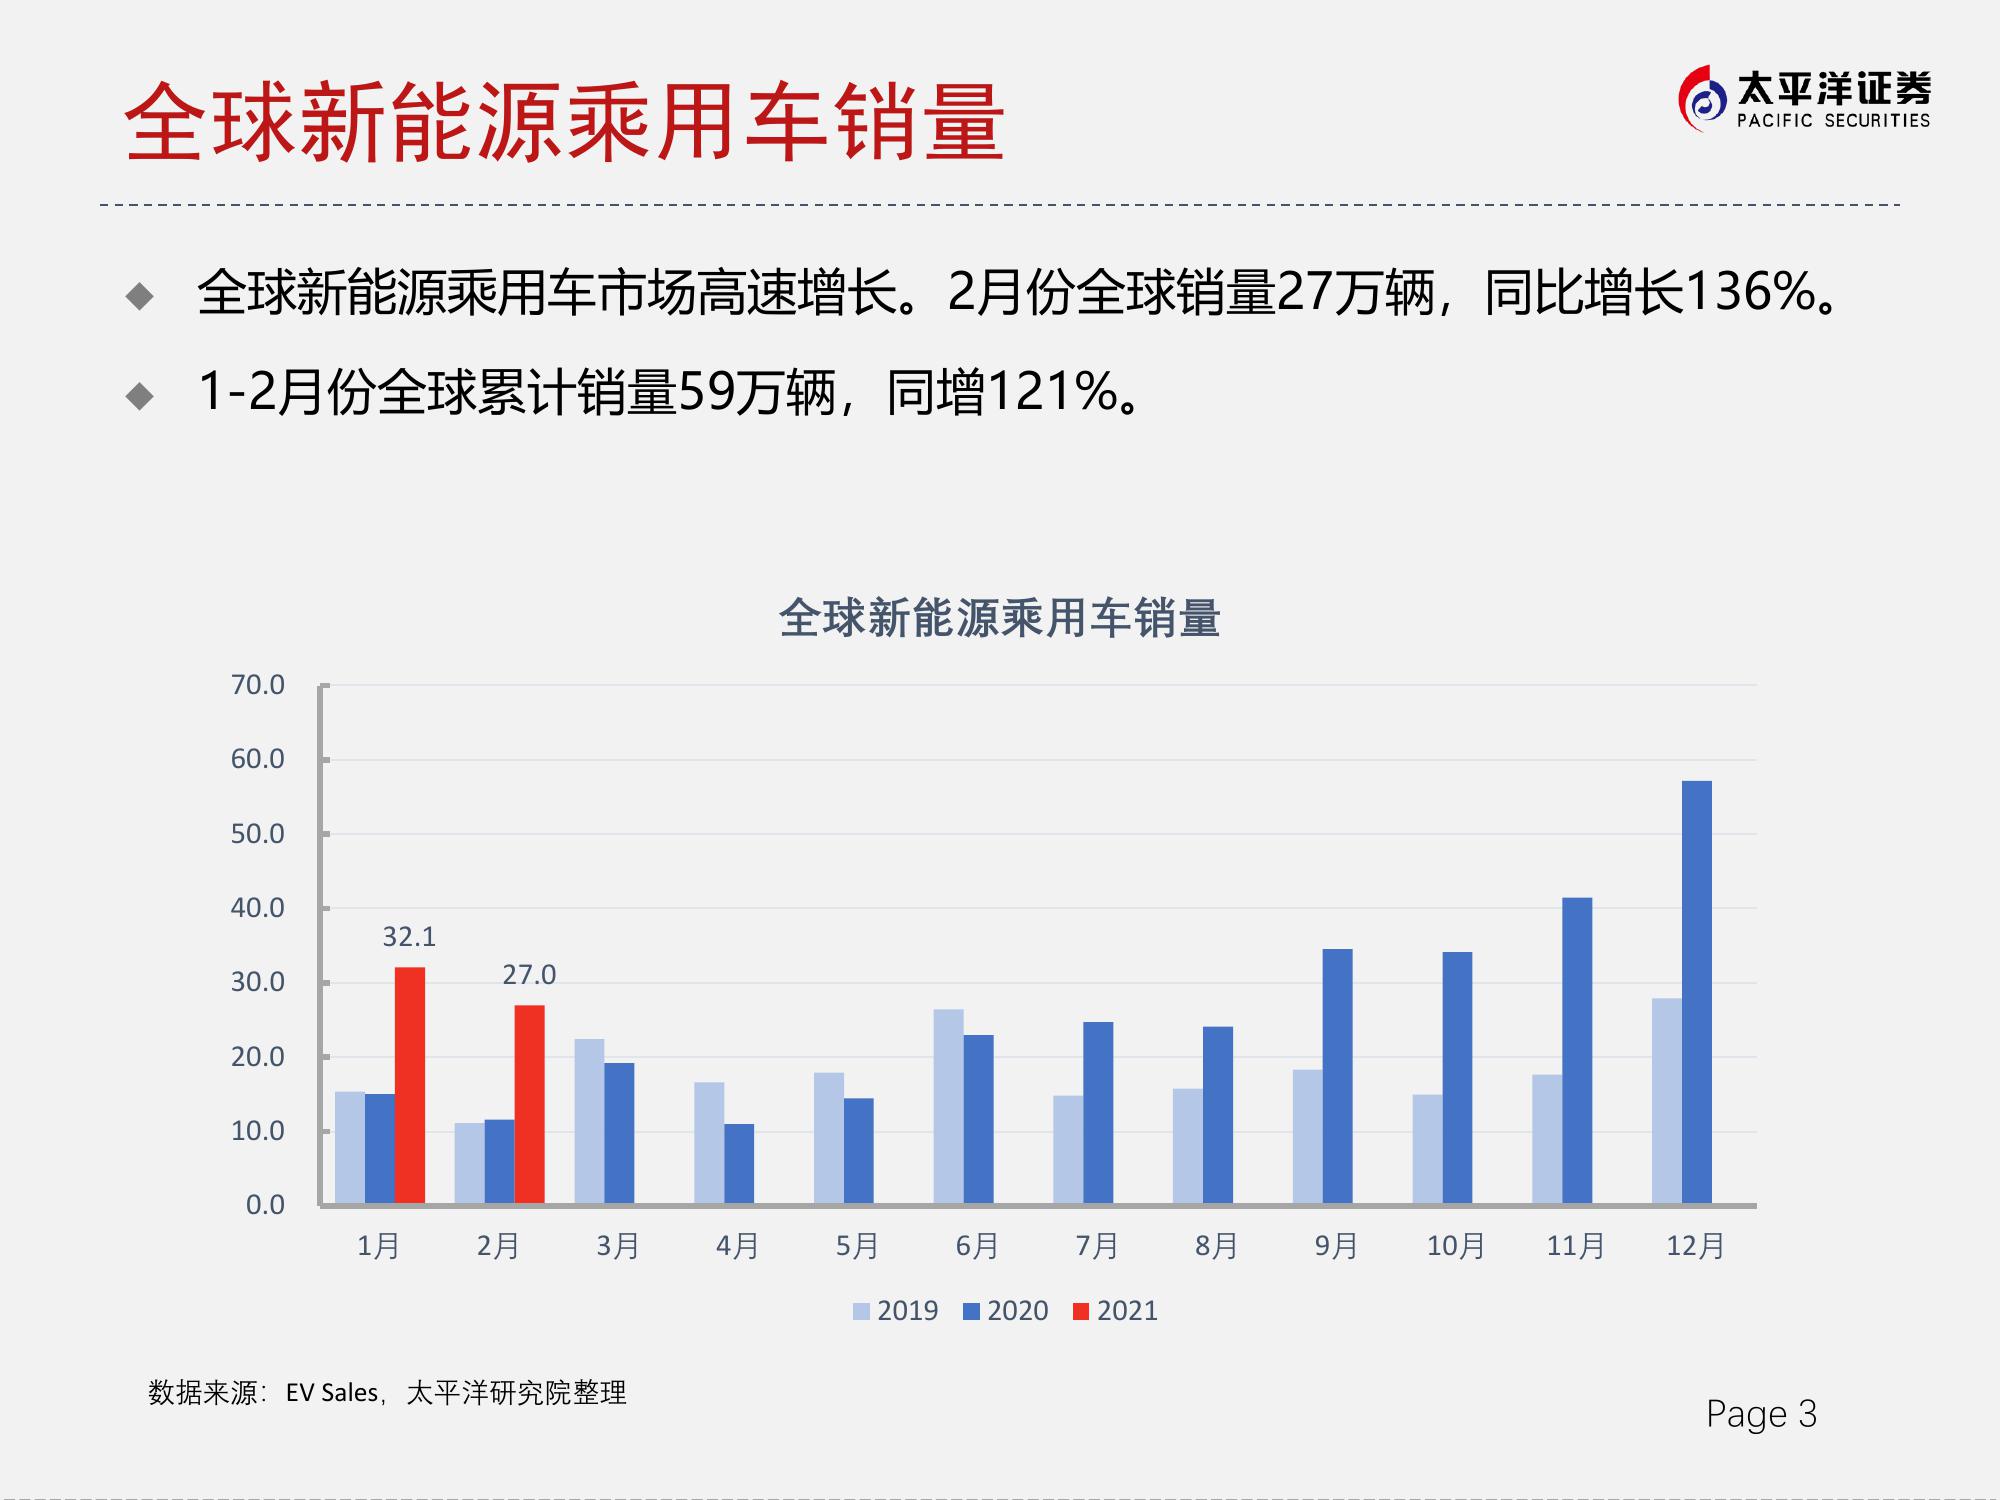 全球新能源乘用车销量
太平洋证券
PACIFIC SECURITIES
全球新能源乘用车市场高速增长。2月份全球销量27万辆，同比增长136%。
1-2月份全球累计销量59万辆，同增121%。
全球新能源乘用车销量
70.0
60.0
50.0
40.0
30.0
20.0
10.0
0.0
32.1
27.0
1月 2月 3月 4月 5月 6月 7月 8月 9月 10月 11月 12月
2019 2020 2021
数据来源：EV Sales，太平洋研究院整理
Page 3